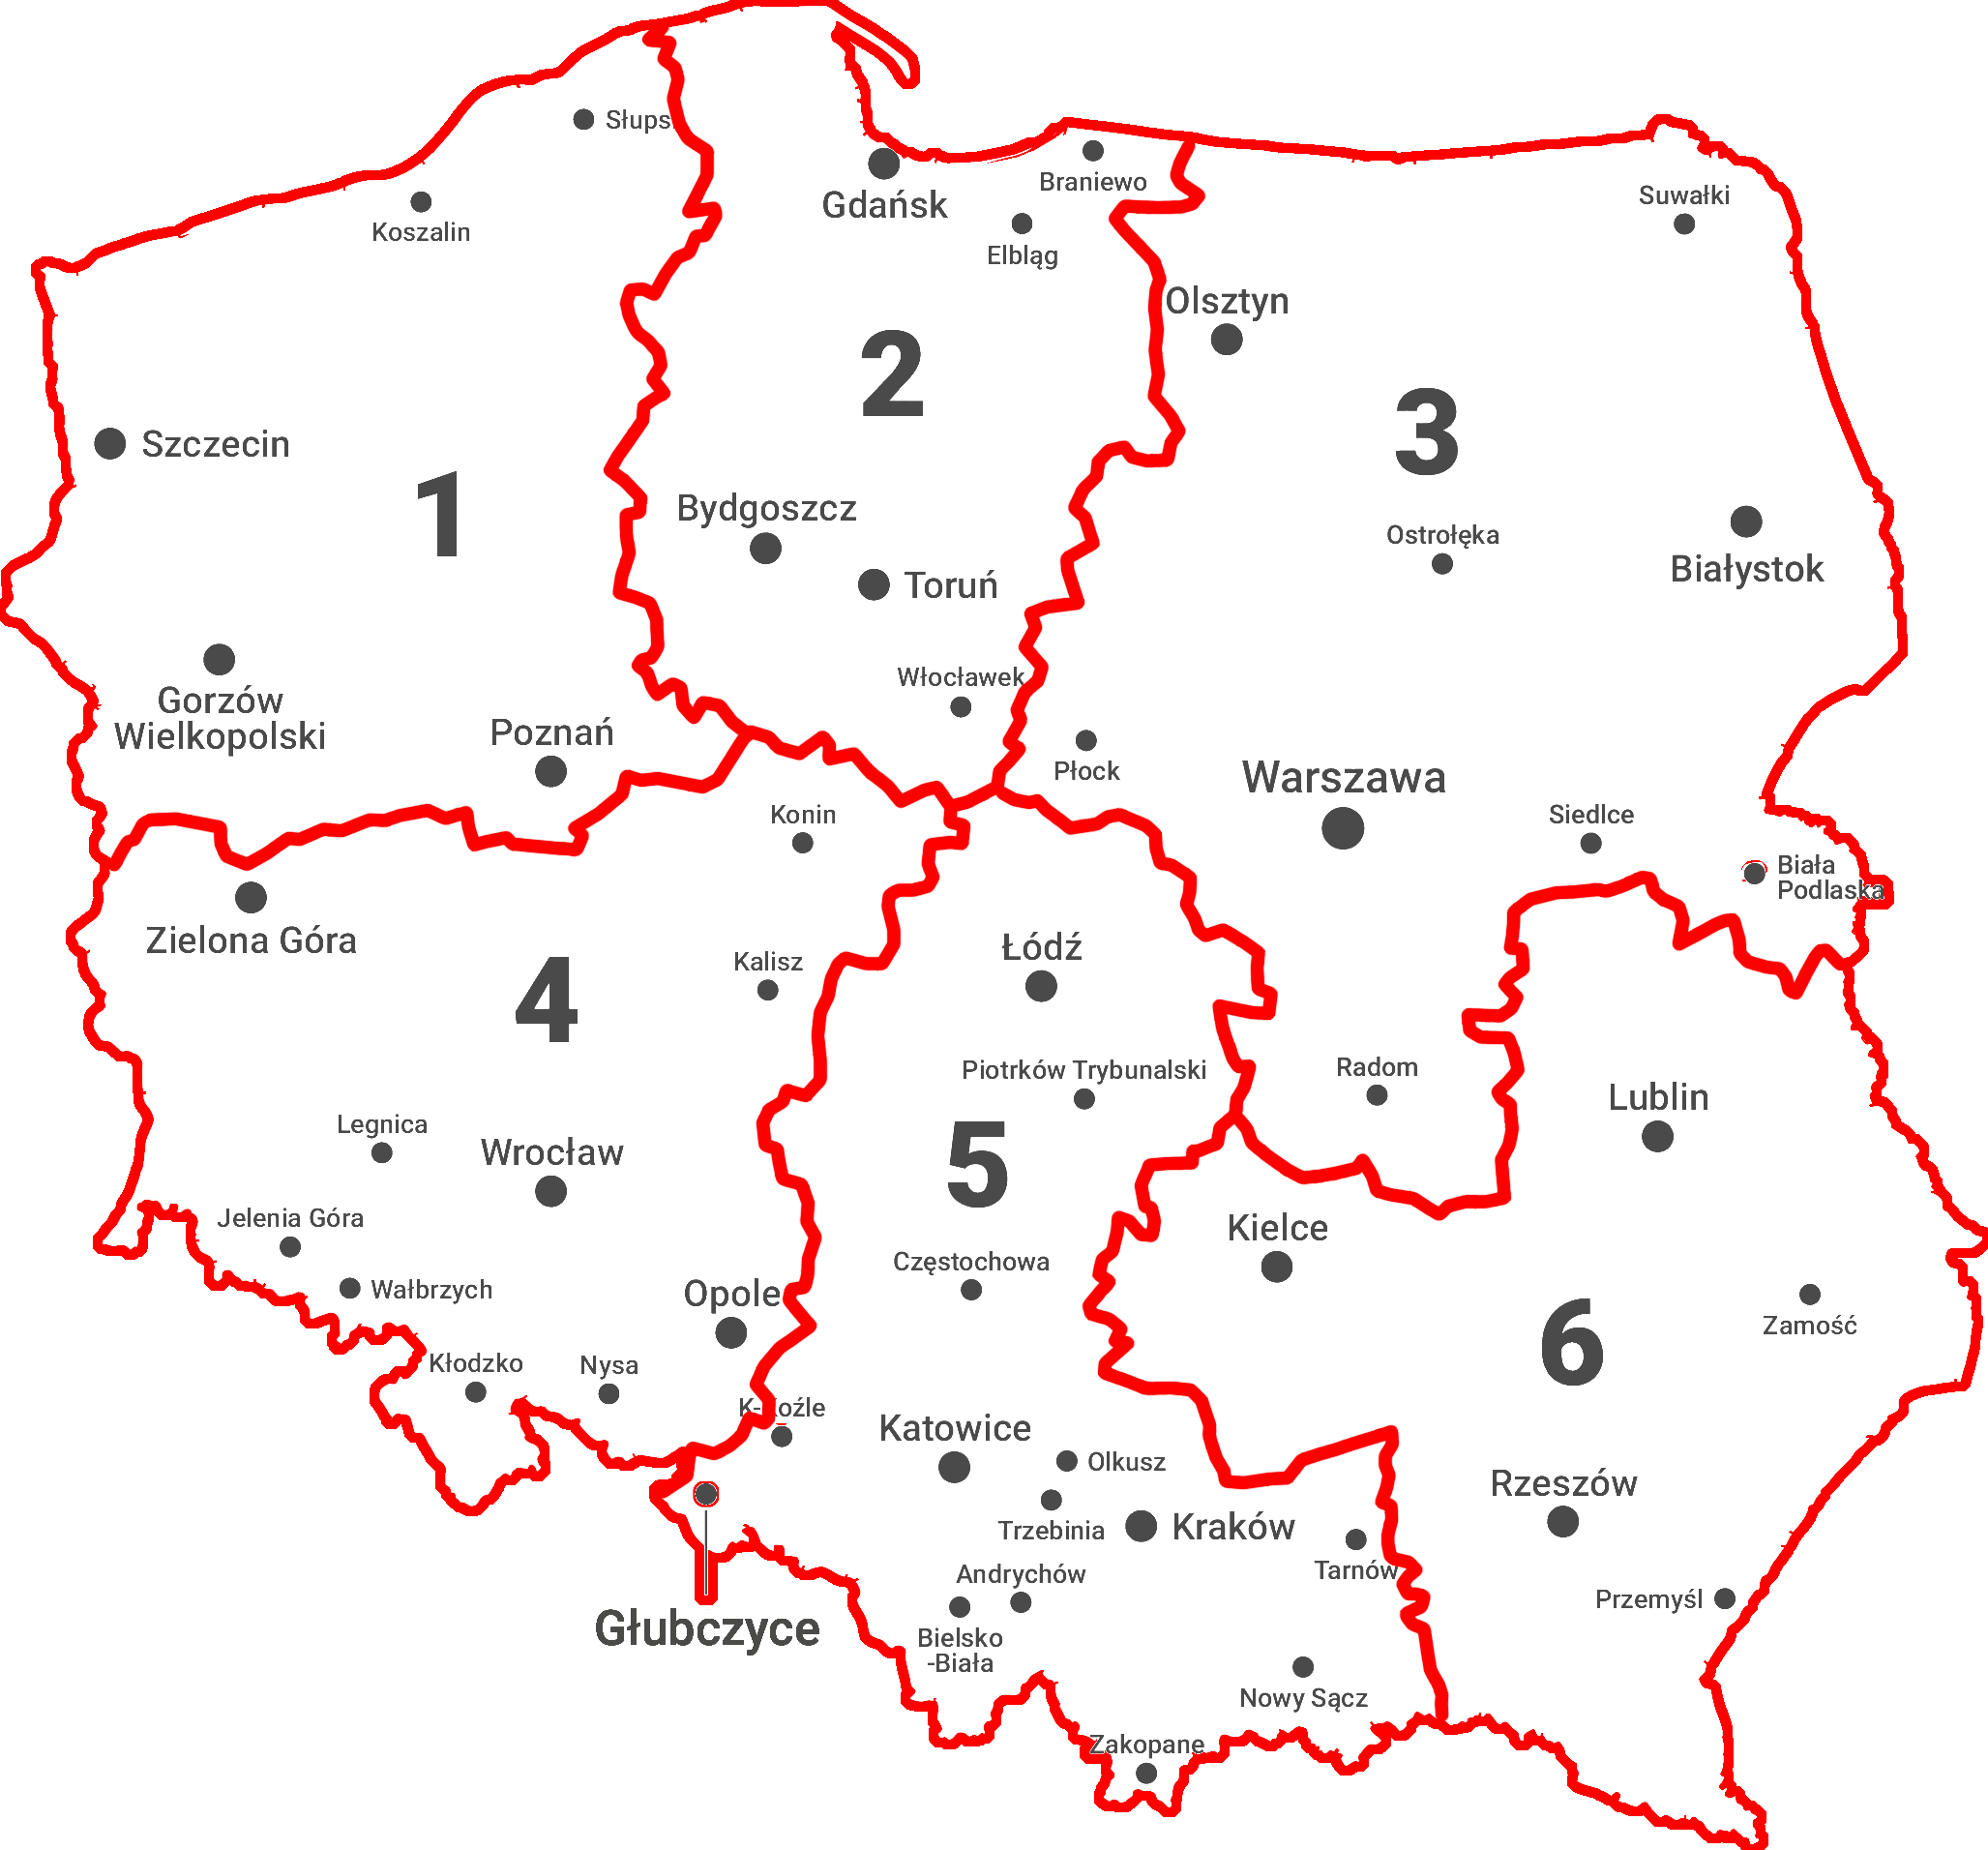 Słups
Koszalin
Gdańsk
Braniewo
Elbląg
Suwałki
Olsztyn
2
3
Szczecin
1
Bydgoszcz
Toruń
Ostrołęka
Białystok
Włocławek
Gorzów
Wielkopolski
Poznań
Płock
Warszawa
Konin
Siedlce
Biała
Podlaska
Zielona Góra
Łódź
Kalisz
4
Piotrków Trybunalski
Radom
Lublin
Legnica
Wrocław
5
Jelenia Góra
Kielce
Częstochowa
Wałbrzych
Opole
6
Zamość
Kłodzko
Nysa
K-Koźle
Katowice
Olkusz
Rzeszów
Trzebinia
Kraków
Tarnów
Andrychów
Przemyśl
Głubczyce
Bielsko
-Biała
Nowy Sącz
Zakopane